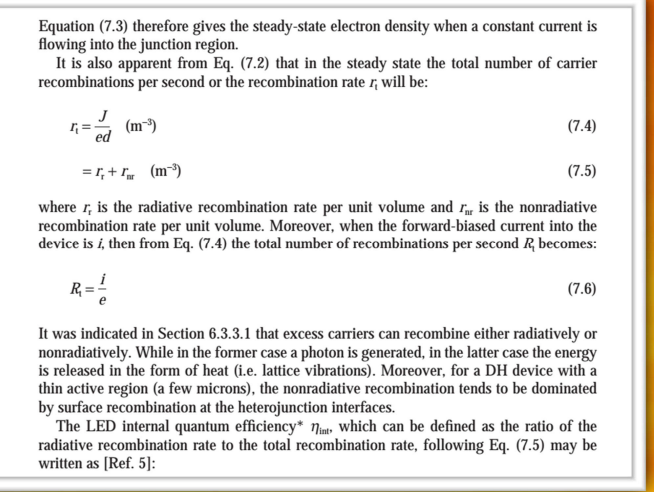 Equation (7.3) therefore gives the steady-state electron density when a constant current is
flowing into the junction region.
It is also apparent from Eq. (7.2) that in the steady state the total number of carrier
recombinations per second or the recombination rate rₜ will be:
rₜ = J/ed (m⁻³) (7.4)
= rᵣ + rₙᵣ (m⁻³) (7.5)
where rᵣ is the radiative recombination rate per unit volume and rₙᵣ is the nonradiative
recombination rate per unit volume. Moreover, when the forward-biased current into the
device is i, then from Eq. (7.4) the total number of recombinations per second Rₜ becomes:
Rₜ = i/e (7.6)
It was indicated in Section 6.3.3.1 that excess carriers can recombine either radiatively or
nonradiatively. While in the former case a photon is generated, in the latter case the energy
is released in the form of heat (i.e. lattice vibrations). Moreover, for a DH device with a
thin active region (a few microns), the nonradiative recombination tends to be dominated
by surface recombination at the heterojunction interfaces.
The LED internal quantum efficiency* ηint, which can be defined as the ratio of the
radiative recombination rate to the total recombination rate, following Eq. (7.5) may be
written as [Ref. 5]: